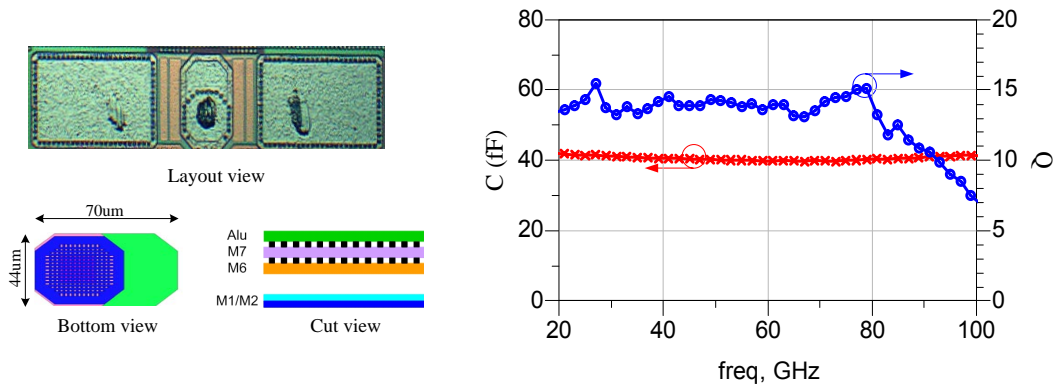 Layout view
70um
44um
Bottom view
Alu
M7
M6
M1/M2
Cut view
C (fF)
80
60
40
20
0
20
40
60
80
100
freq, GHz
20
15
10
5
0
Q